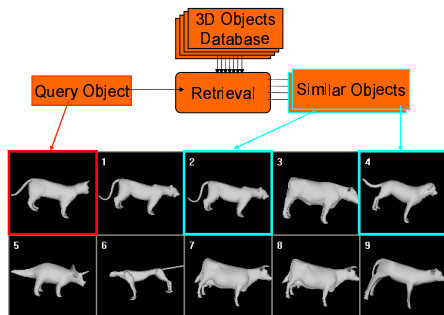 3D Objects
Database
Query Object
Retrieval
Similar Objects
1
2
3
4
5
6
7
8
9